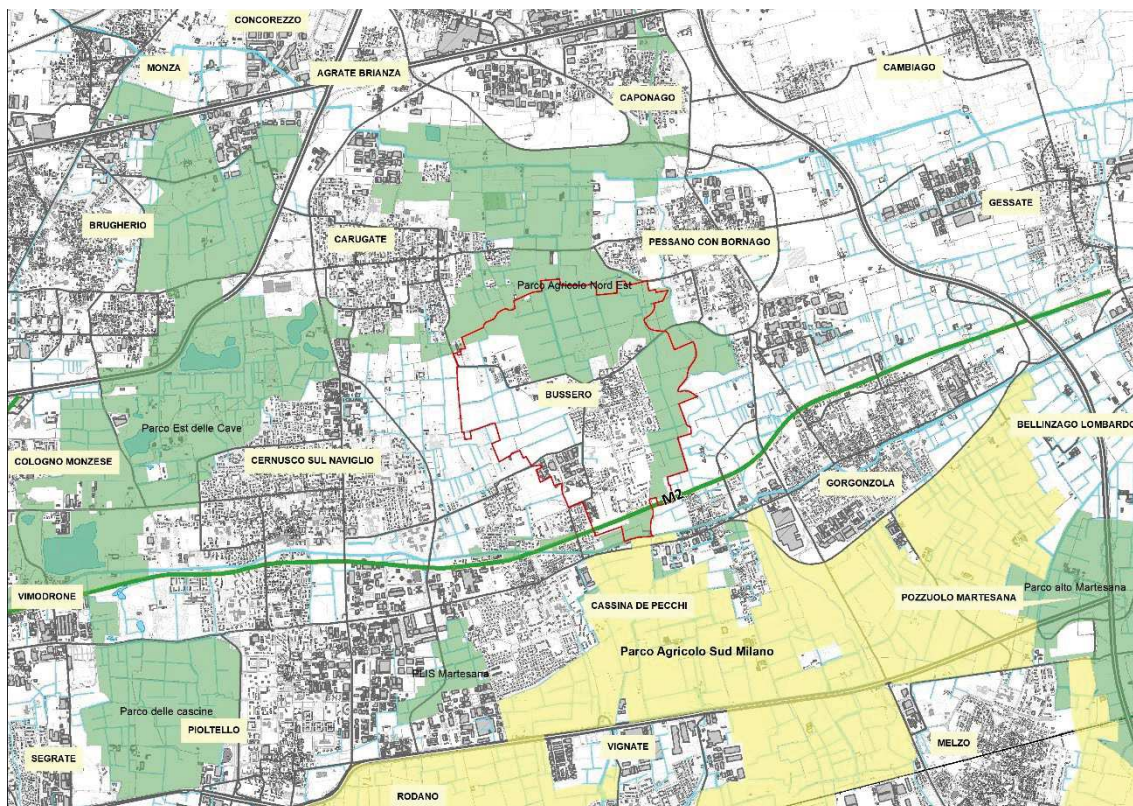 CONCOREZZO
MONZA
AGRATE BRIANZA
CAMBIAGO
CAPONAGO
GESSATE
BRUGHERIO
CARUGATE
PESSANO CON BORNAGO
Parco Agricolo Nord Est
BUSSERO
Parco Est delle Cave
BELLINZAGO LOMBARDO
COLOGNO MONZESE
CERNUSCO SUL NAVIGLIO
GORGONZOLA
M2
VIMODRONE
CASSINA DE PECCHI
Parco alto Martesana
POZZUOLO MARTESANA
Parco Agricolo Sud Milano
PLIS Martesana
Parco delle cascine
PIOLTELLO
SEGRATE
VIGNATE
MELZO
RODANO